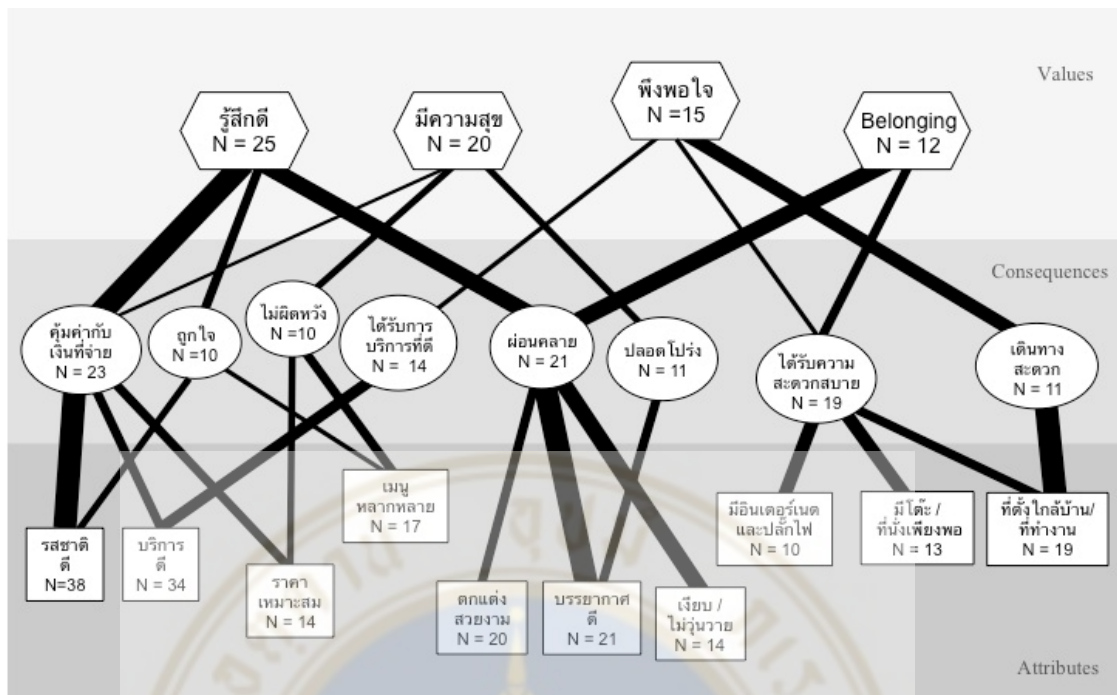 Values
รู้สึกดี
N = 25
มีความสุข
N = 20
พึงพอใจ
N =15
Belonging
N = 12
Consequences
คุ้มค่ากับ
เงินที่จ่าย
N = 23
ถูกใจ
N =10
ไม่ผิดหวัง
N =10
ได้รับการ
บริการที่ดี
N = 14
ผ่อนคลาย
N = 21
ปลอดโปร่ง
N = 11
ได้รับความ
สะดวกสบาย
N = 19
เดินทาง
สะดวก
N = 11
รสชาติ
ดี
N=38
บริการ
ดี
N = 34
ราคา
เหมาะสม
N = 14
เมนู
หลากหลาย
N = 17
ตกแต่ง
สวยงาม
N = 20
บรรยากาศ
ดี
N = 21
เงียบ /
ไม่วุ่นวาย
N = 14
มีอินเตอร์เนต
และปลั๊กไฟ
N = 10
มีโต๊ะ /
ที่นั่งเพียงพอ
N = 13
ที่ตั้งใกล้บ้าน/
ที่ทำงาน
N = 19
Attributes